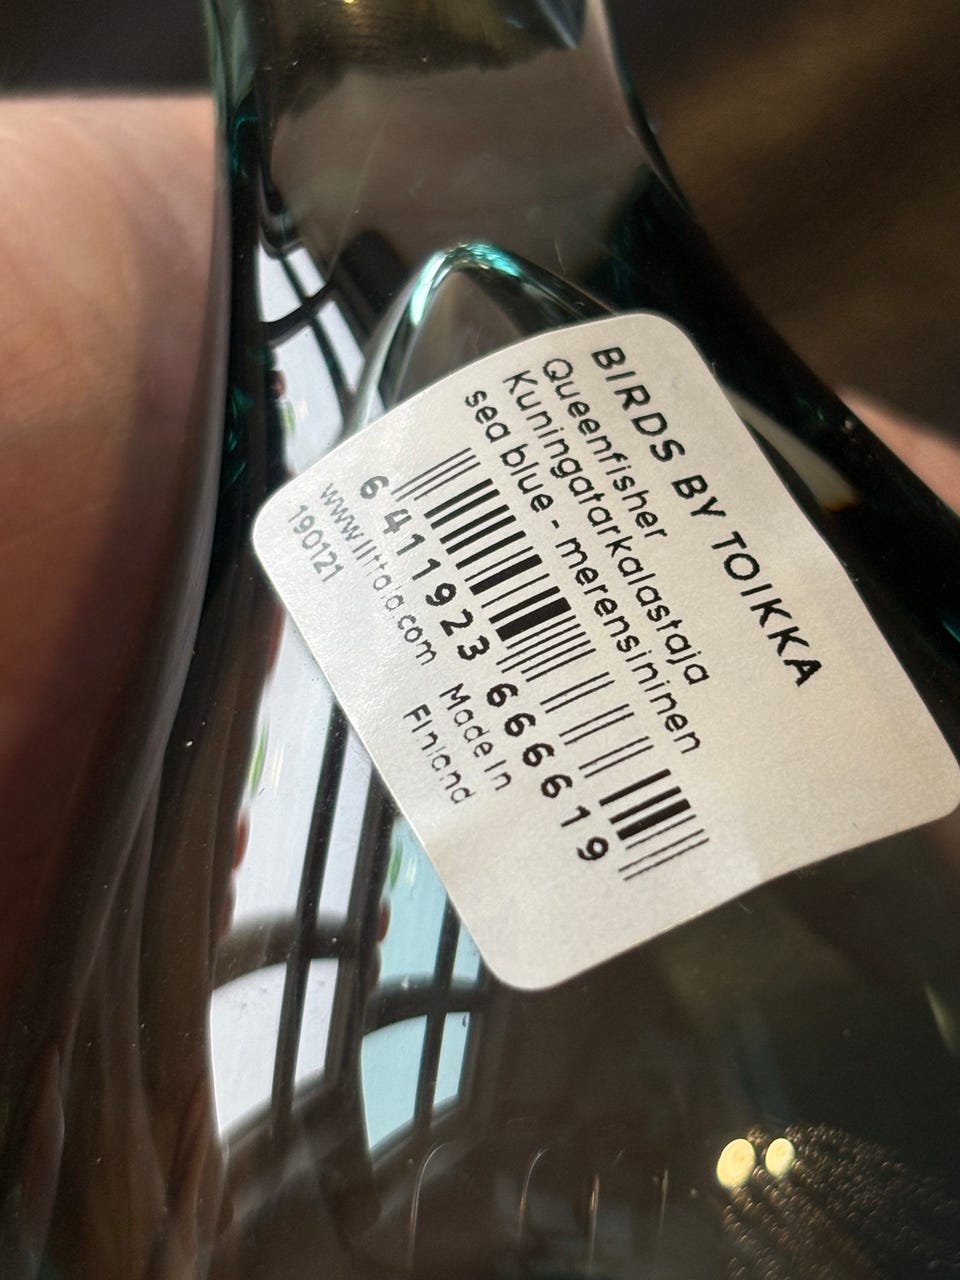 BIRDS BY TOIKKA
Queenfisher
Kuningatarkalastaja
sea blue - merensininen
6 411923 666619
www.iittala.com Made in
190121 Finland